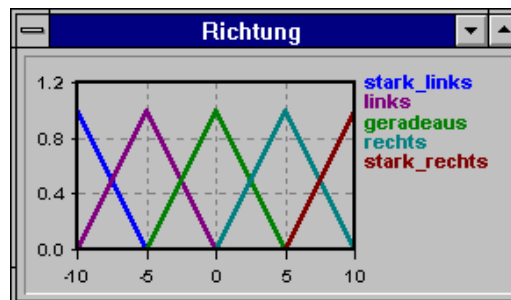 Richtung
1.2
0.8
0.4
0.0
-10 -5 0 5 10
stark_links
links
geradeaus
rechts
stark_rechts